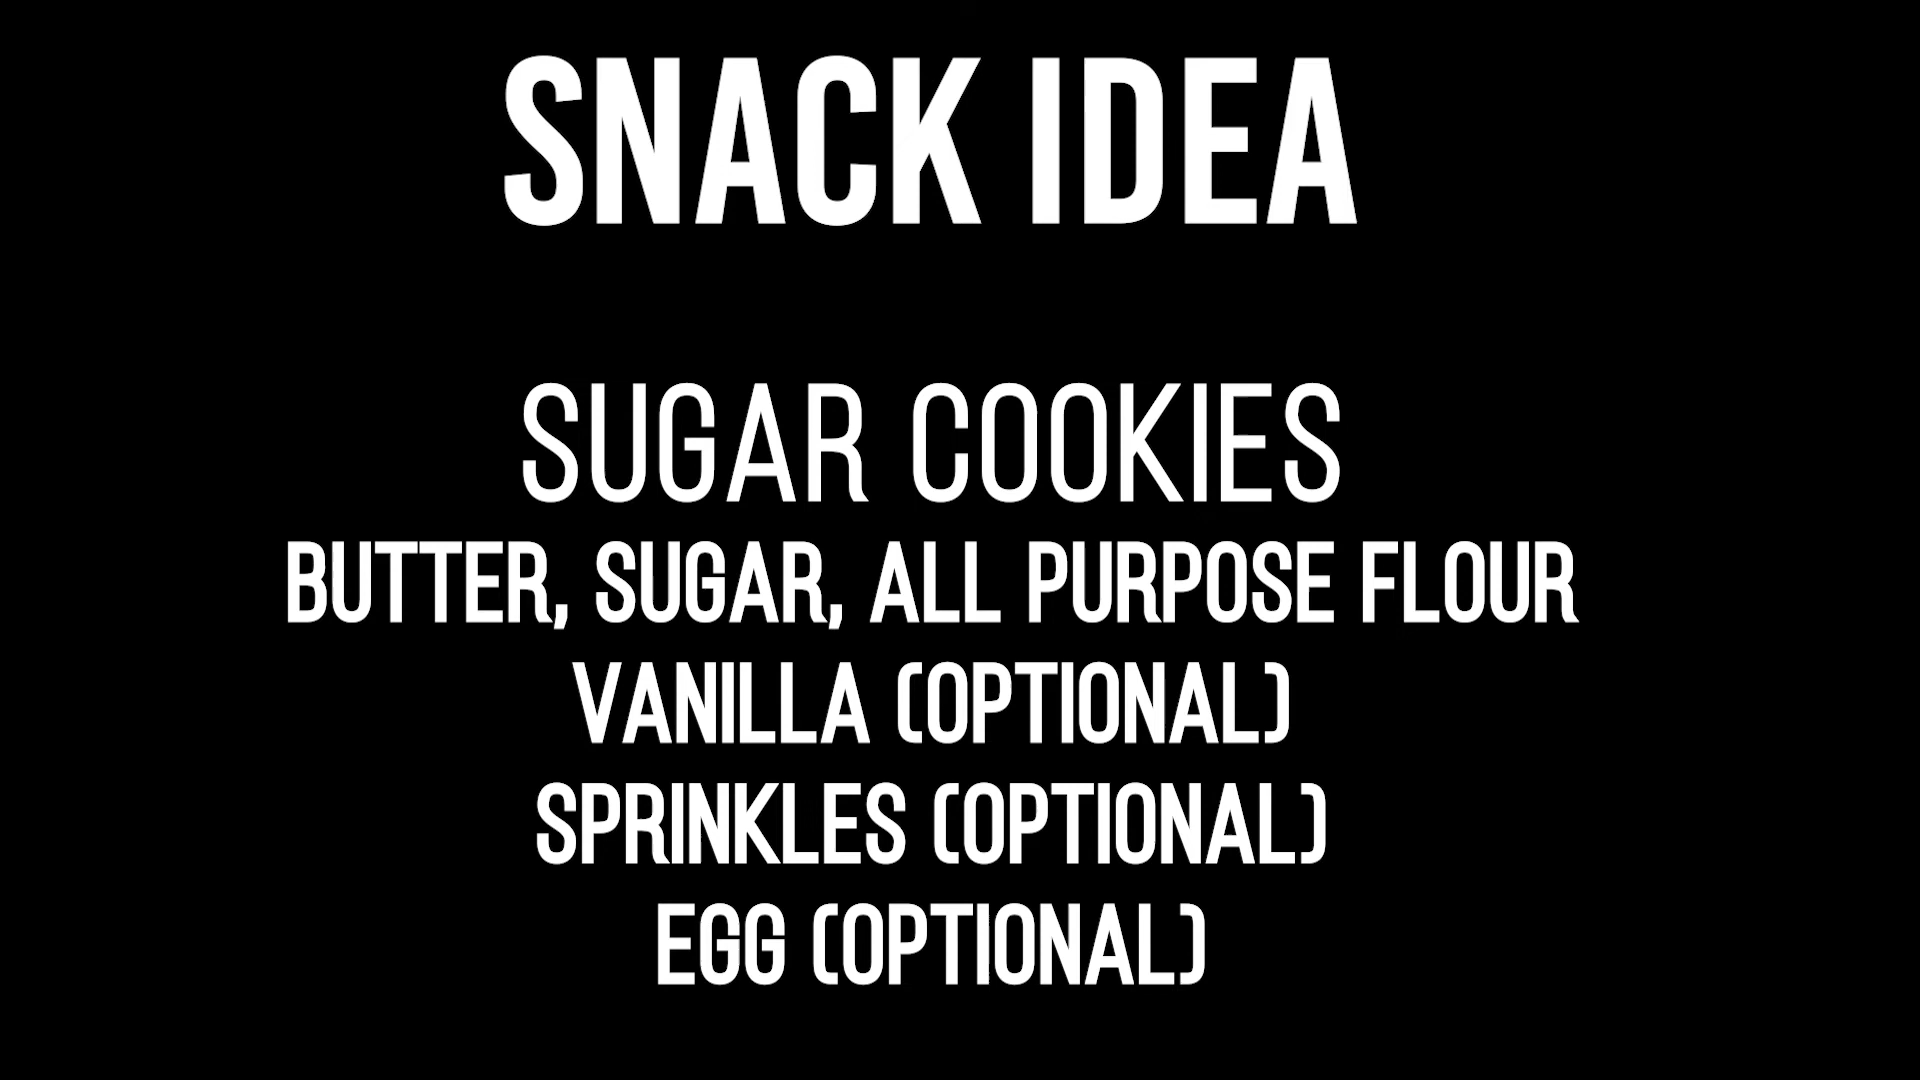 SNACK IDEA
SUGAR COOKIES
BUTTER, SUGAR, ALL PURPOSE FLOUR
VANILLA (OPTIONAL)
SPRINKLES (OPTIONAL)
EGG (OPTIONAL)